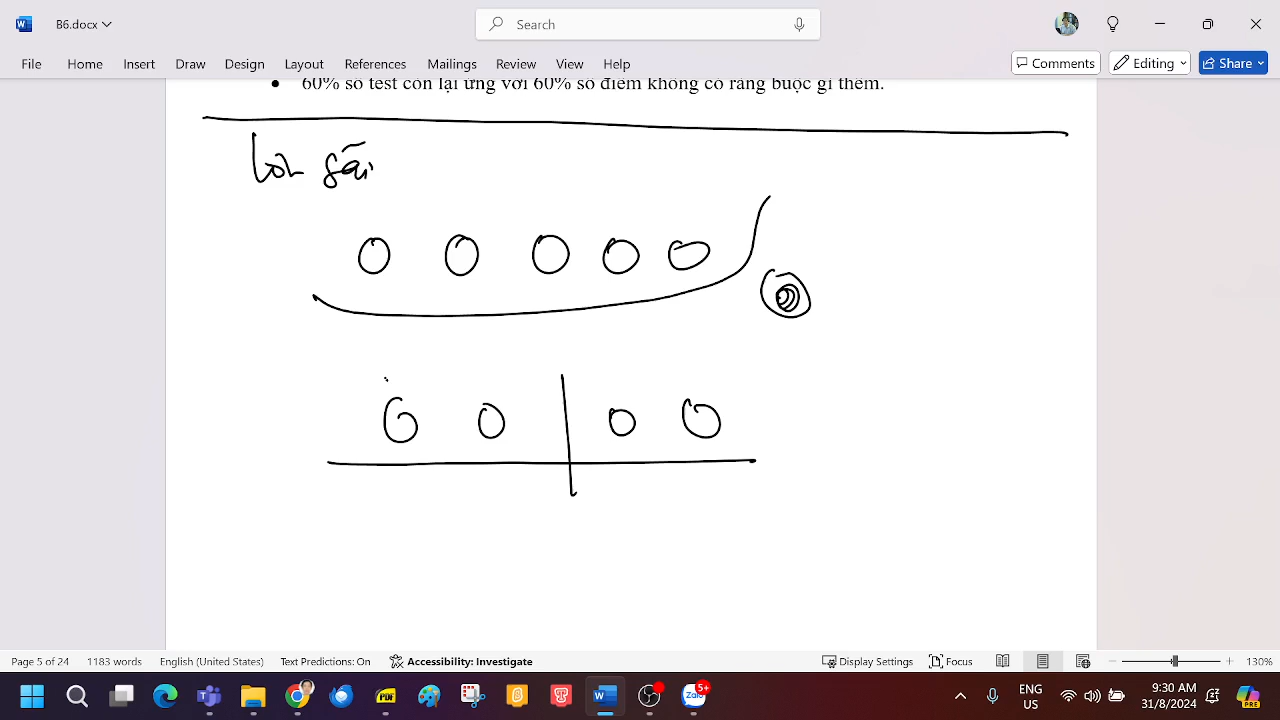 B6.docx
Search
File Home Insert Draw Design Layout References Mailings Review View Help
Comments Editing Share
60% số test còn lại ứng với 60% số điểm không có ràng buộc gì thêm.
Page 5 of 24 1183 words English (United States) Text Predictions: On Accessibility: Investigate Display Settings Focus 130%
PDF
5+
ENG
US
9:30 AM
31/8/2024
PRE